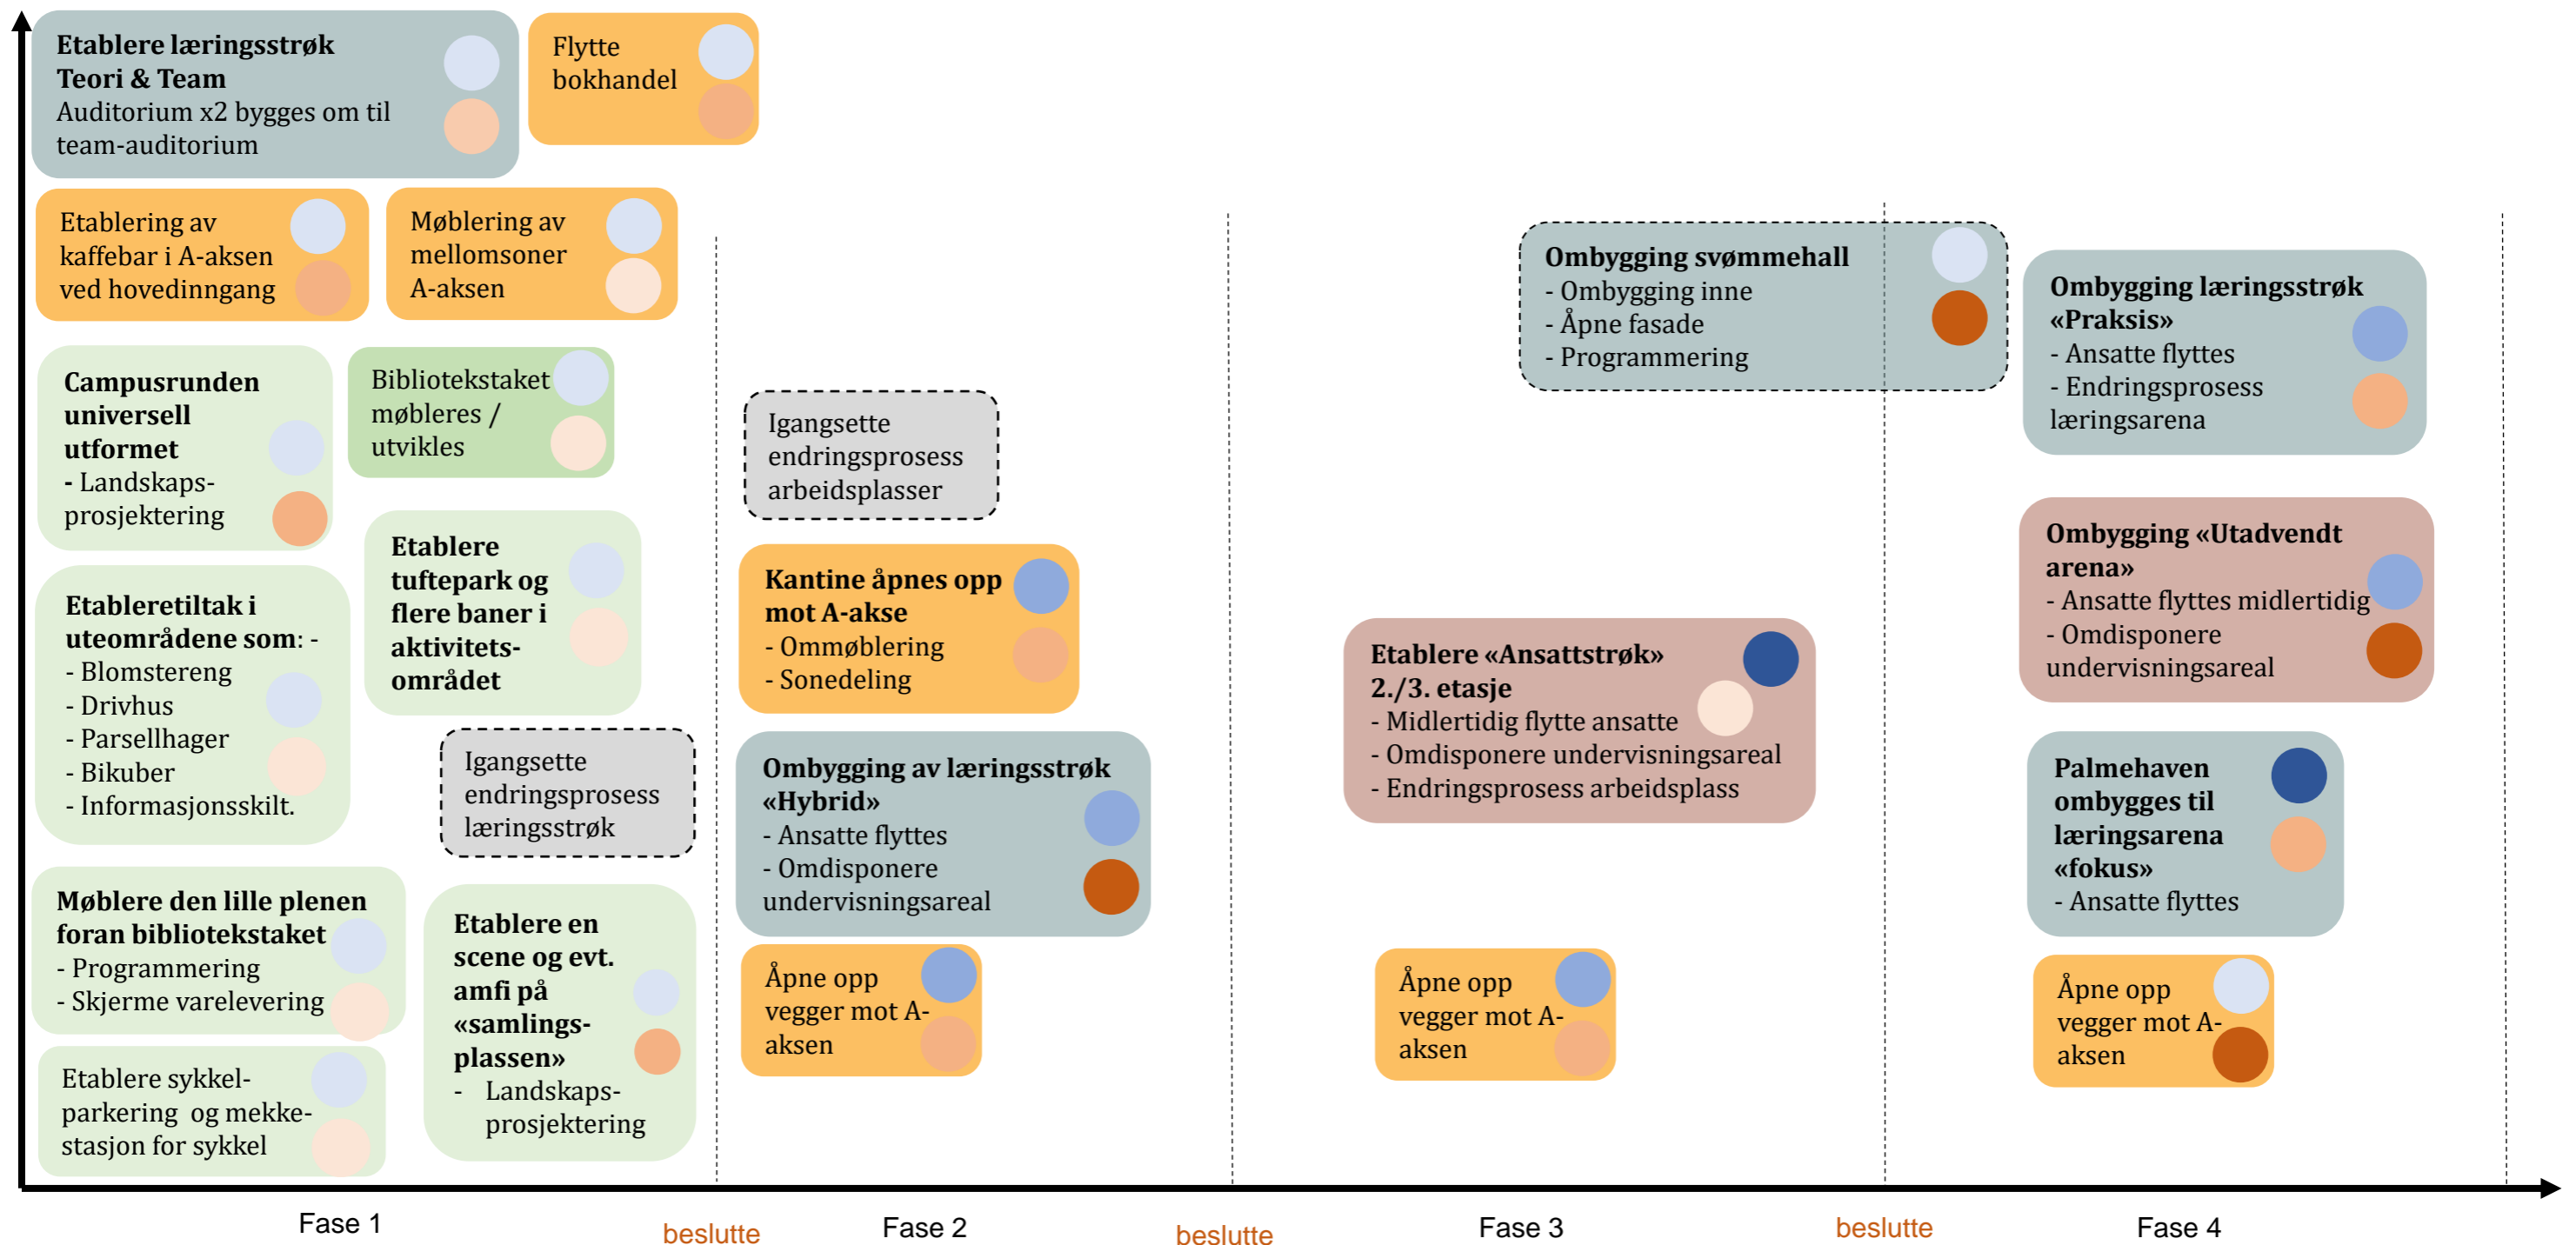 Etablere læringsstrøk
Teori & Team
Auditorium x2 bygges om til
team-auditorium
Flytte
bokhandel
Etablering av
kaffebar i A-aksen
ved hovedinngang
Møblering av
mellomsoner
A-aksen
Campusrunden
universell
utformet
- Landskaps-
prosjektering
Bibliotekstaket
møbleres /
utvikles
Etablere
tuftepark og
flere baner i
aktivitets-
området
Etableretiltak i
uteområdene som: -
- Blomstereng
- Drivhus
- Parsellhager
- Bikuber
- Informasjonsskilt.
Igangsette
endringsprosess
læringsstrøk
Møblere den lille plenen
foran bibliotekstaket
- Programmering
- Skjerme varelevering
Etablere en
scene og evt.
amfi på
«samlings-
plassen»
- Landskaps-
prosjektering
Etablere sykkel-
parkering og mekke-
stasjon for sykkel
Igangsette
endringsprosess
arbeidsplasser
Kantine åpnes opp
mot A-akse
- Ommøblering
- Sonedeling
Ombygging av læringsstrøk
«Hybrid»
- Ansatte flyttes
- Omdisponere
undervisningsareal
Åpne opp
vegger mot A-
aksen
Ombygging svømmehall
- Ombygging inne
- Åpne fasade
- Programmering
Etablere «Ansattstrøk»
2./3. etasje
- Midlertidig flytte ansatte
- Omdisponere undervisningsareal
- Endringsprosess arbeidsplass
Åpne opp
vegger mot A-
aksen
Ombygging læringsstrøk
«Praksis»
- Ansatte flyttes
- Endringsprosess
læringsarena
Ombygging «Utadvendt
arena»
- Ansatte flyttes midlertidig
- Omdisponere
undervisningsareal
Palmehaven
ombygges til
læringsarena
«fokus»
- Ansatte flyttes
Åpne opp
vegger mot A-
aksen
Fase 1
beslutte
Fase 2
beslutte
Fase 3
beslutte
Fase 4